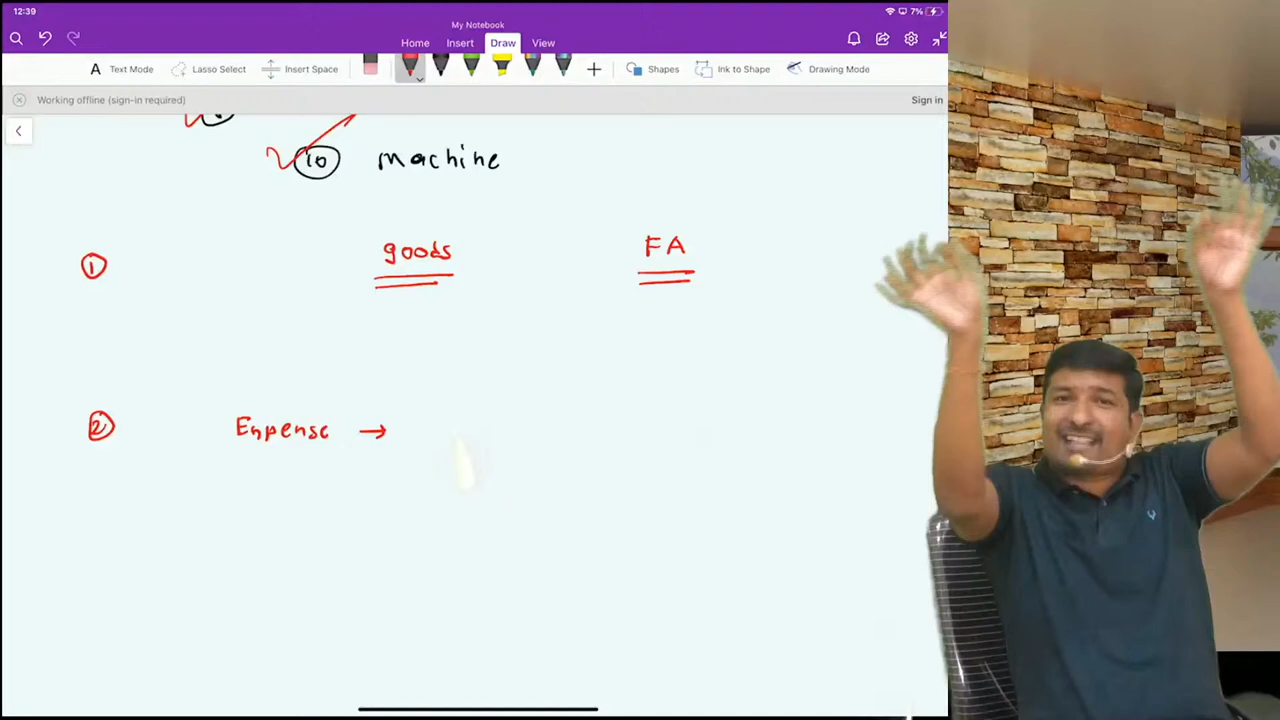 12:39
7%
My Notebook
Home Insert Draw View
A Text Mode Lasso Select Insert Space Shapes Ink to Shape Drawing Mode
Working offline (sign-in required) Sign in
10 machine
1 goods FA
2 Expense →